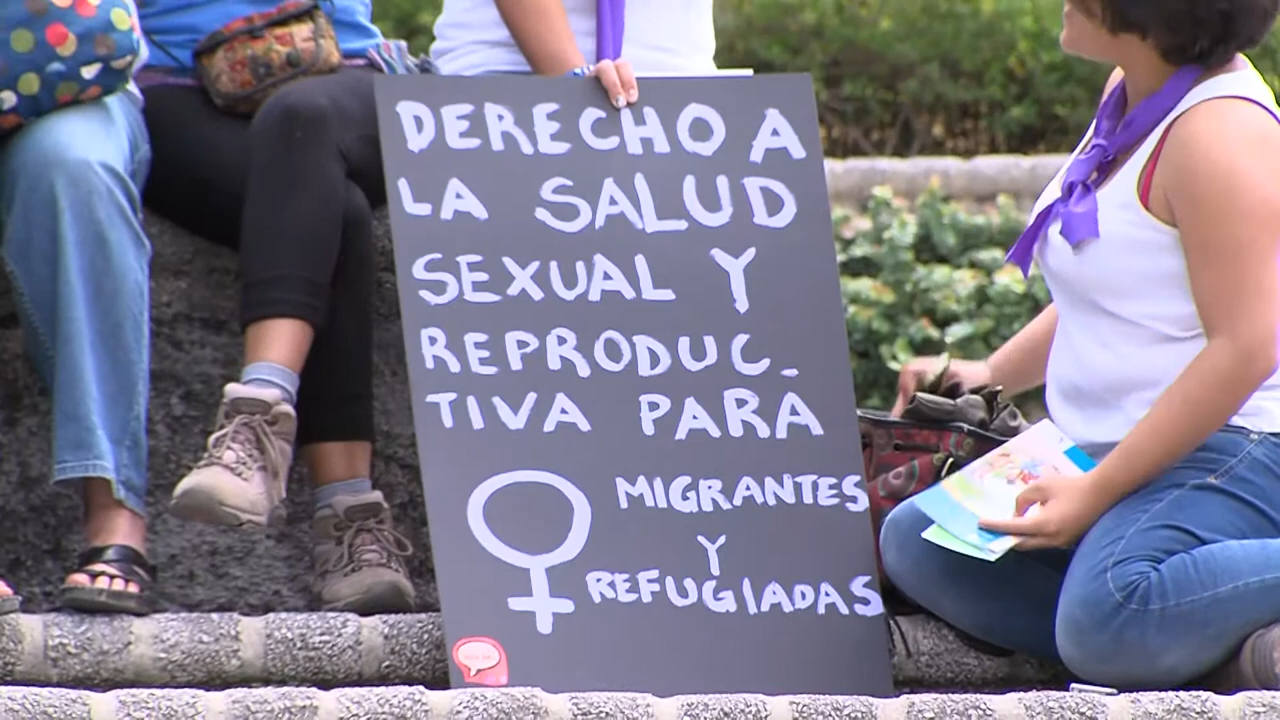 DERECHO A
LA SALUD
SEXUAL Y
REPRODUC-
TIVA PARA
MIGRANTES
Y
REFUGIADAS